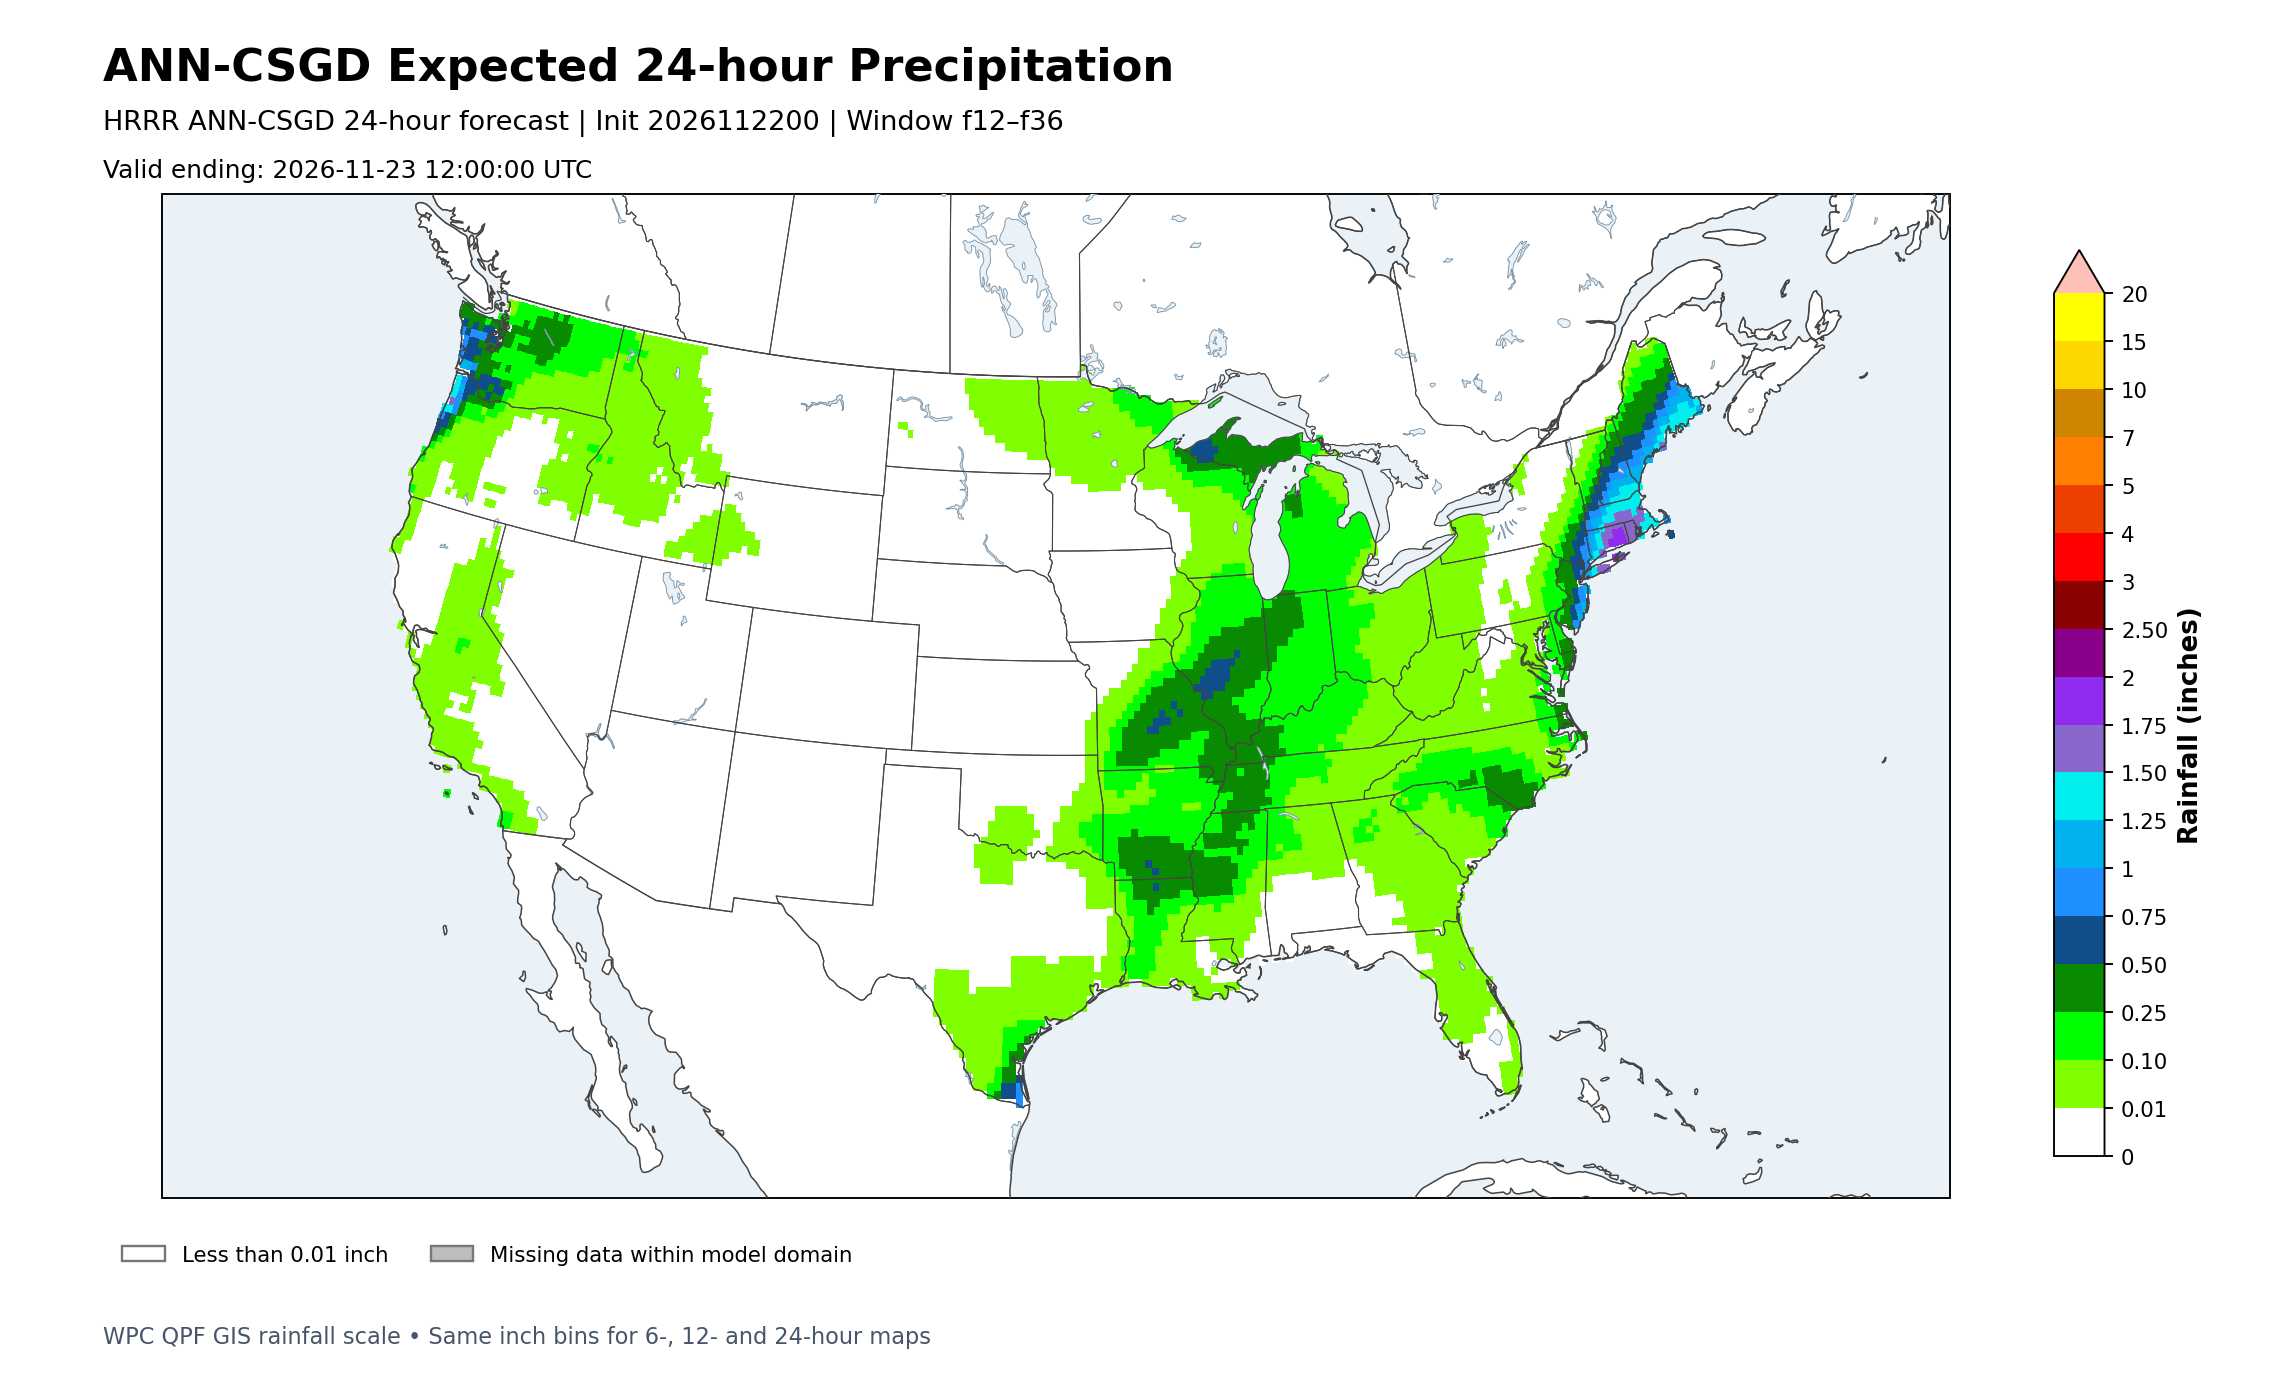 ANN-CSGD Expected 24-hour Precipitation
HRRR ANN-CSGD 24-hour forecast | Init 2026112200 | Window f12–f36
Valid ending: 2026-11-23 12:00:00 UTC
20
15
10
7
5
4
3
2.50
2
1.75
1.50
1.25
1
0.75
0.50
0.25
0.10
0.01
0
Rainfall (inches)
Less than 0.01 inch
Missing data within model domain
WPC QPF GIS rainfall scale • Same inch bins for 6-, 12- and 24-hour maps